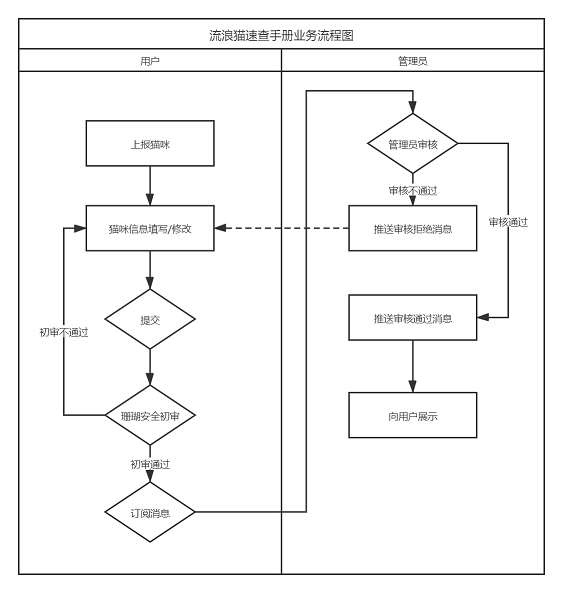 流浪猫速查手册业务流程图
用户
管理员
上报猫咪
猫咪信息填写/修改
提交
初审不通过
珊瑚安全初审
初审通过
订阅消息
管理员审核
审核不通过
审核通过
推送审核拒绝消息
推送审核通过消息
向用户展示